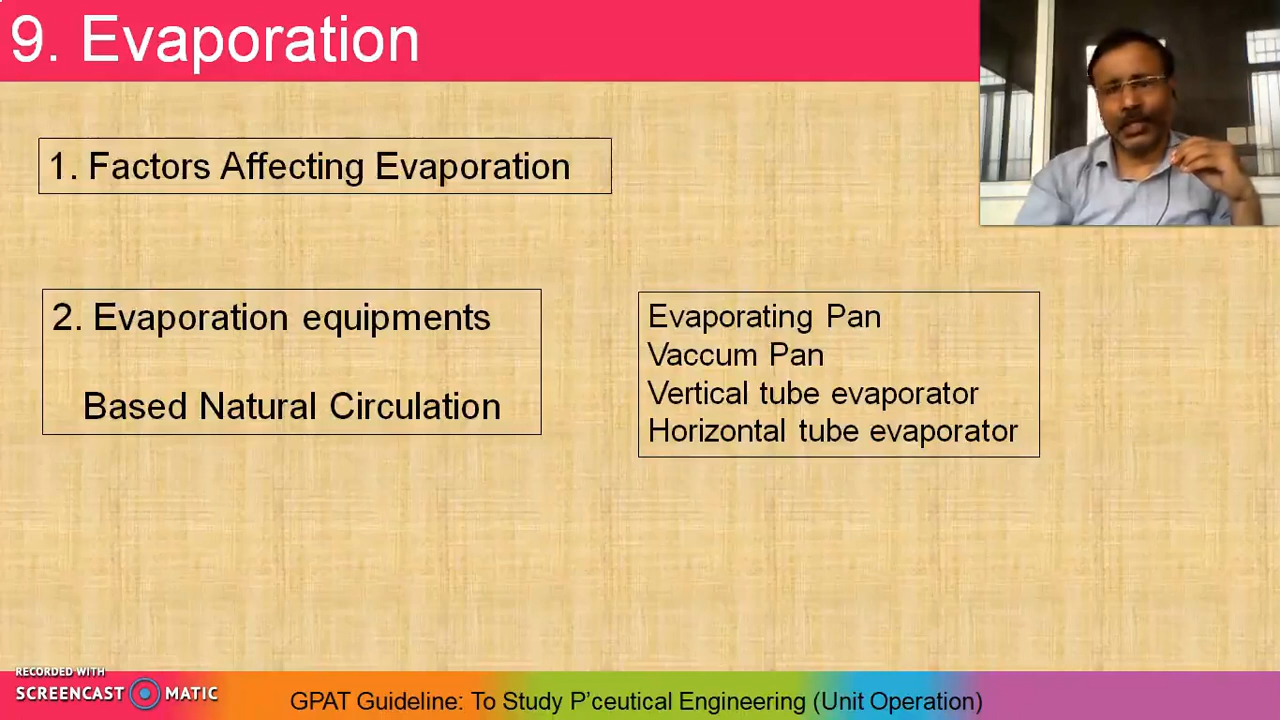 9. Evaporation
1. Factors Affecting Evaporation
2. Evaporation equipments
Based Natural Circulation
Evaporating Pan
Vaccum Pan
Vertical tube evaporator
Horizontal tube evaporator
RECORDED WITH
SCREENCAST MATIC
GPAT Guideline: To Study P'ceutical Engineering (Unit Operation)